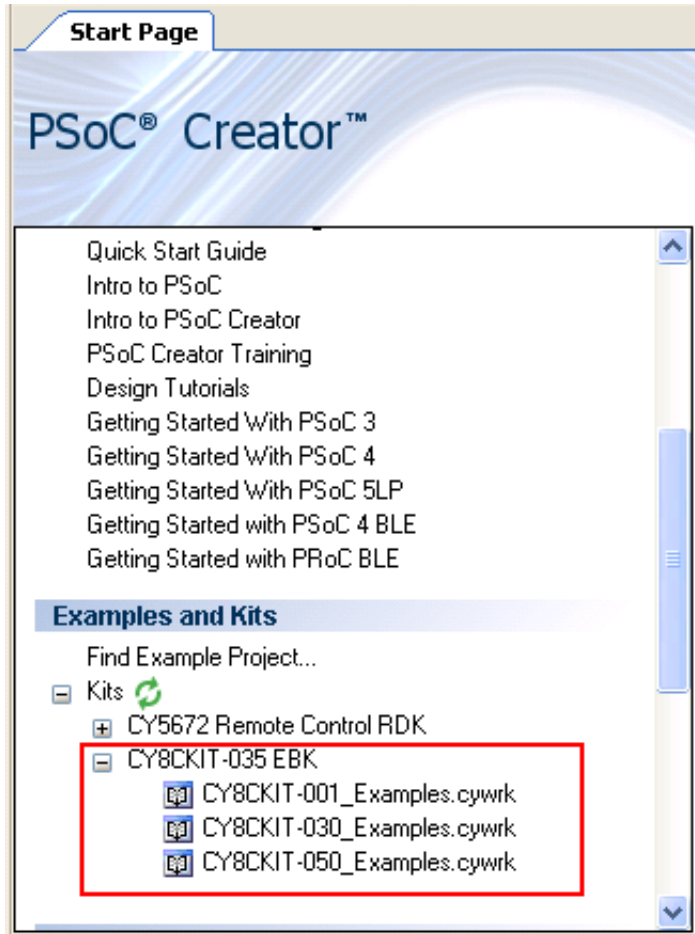 Start Page
PSoC® Creator™
Quick Start Guide
Intro to PSoC
Intro to PSoC Creator
PSoC Creator Training
Design Tutorials
Getting Started With PSoC 3
Getting Started With PSoC 4
Getting Started With PSoC 5LP
Getting Started with PSoC 4 BLE
Getting Started with PRoC BLE
Examples and Kits
Find Example Project...
Kits
CY5672 Remote Control RDK
CY8CKIT-035 EBK
CY8CKIT-001_Examples.cywrk
CY8CKIT-030_Examples.cywrk
CY8CKIT-050_Examples.cywrk